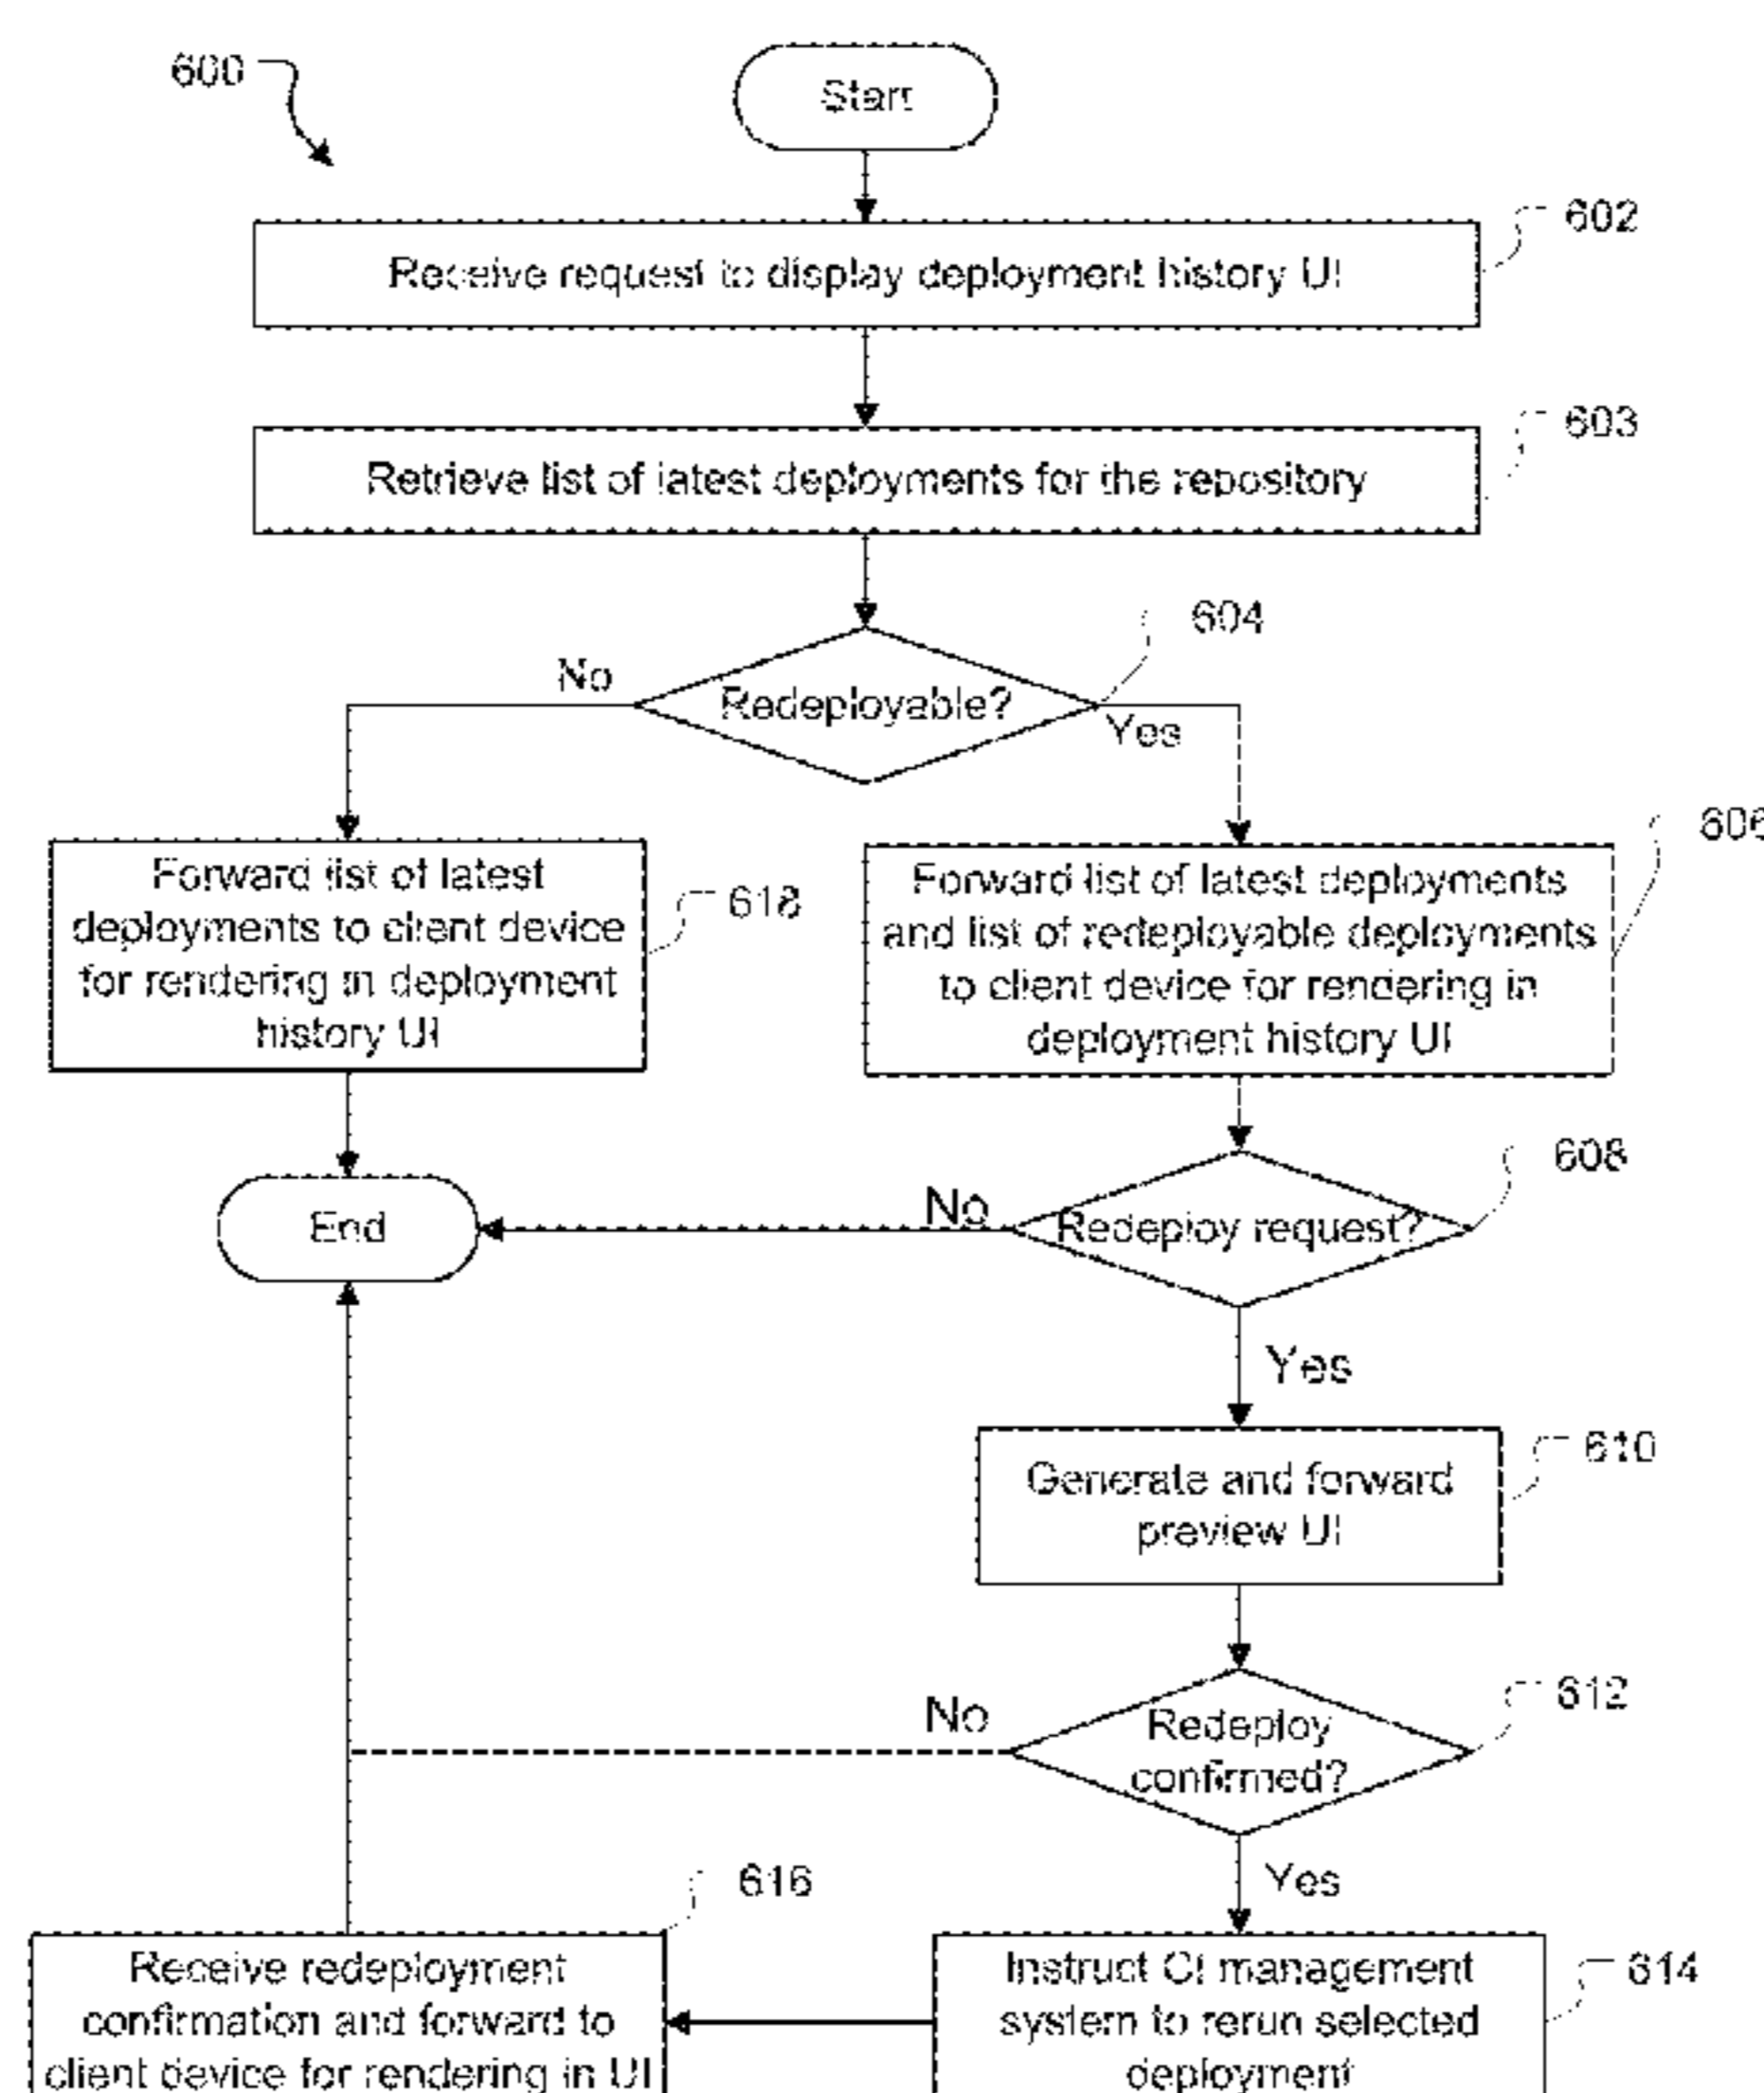 600
Start
602
Receive request to display deployment history UI
603
Retrieve list of latest deployments for the repository
604
No
Redeployable?
Yes
606
Forward list of latest
deployments to client device
for rendering in deployment
history UI
618
Forward list of latest deployments
and list of redeployable deployments
to client device for rendering in
deployment history UI
608
End
No
Redeploy request?
Yes
610
Generate and forward
preview UI
612
No
Redeploy
confirmed?
616
Yes
Receive redeployment
confirmation and forward to
client device for rendering in UI
Instruct CI management
system to rerun selected
deployment
614